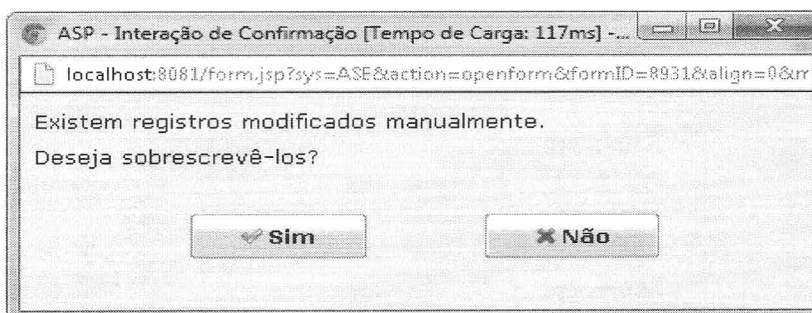 ASP - Interação de Confirmação [Tempo de Carga: 117ms] -...
localhost:8081/form.jsp?sys=ASE&action=openform&formID=8931&align=0&m
Existem registros modificados manualmente.
Deseja sobrescrevê-los?
Sim
Não